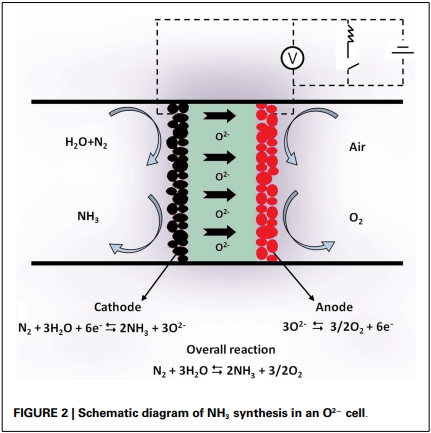 V
H₂O+N₂
Air
O²⁻
O²⁻
O²⁻
O²⁻
O²⁻
NH₃
O₂
Cathode
N₂ + 3H₂O + 6e⁻ ⇆ 2NH₃ + 3O²⁻
Anode
3O²⁻ ⇆ 3/2O₂ + 6e⁻
Overall reaction
N₂ + 3H₂O ⇆ 2NH₃ + 3/2O₂
FIGURE 2 | Schematic diagram of NH₃ synthesis in an O²⁻ cell.